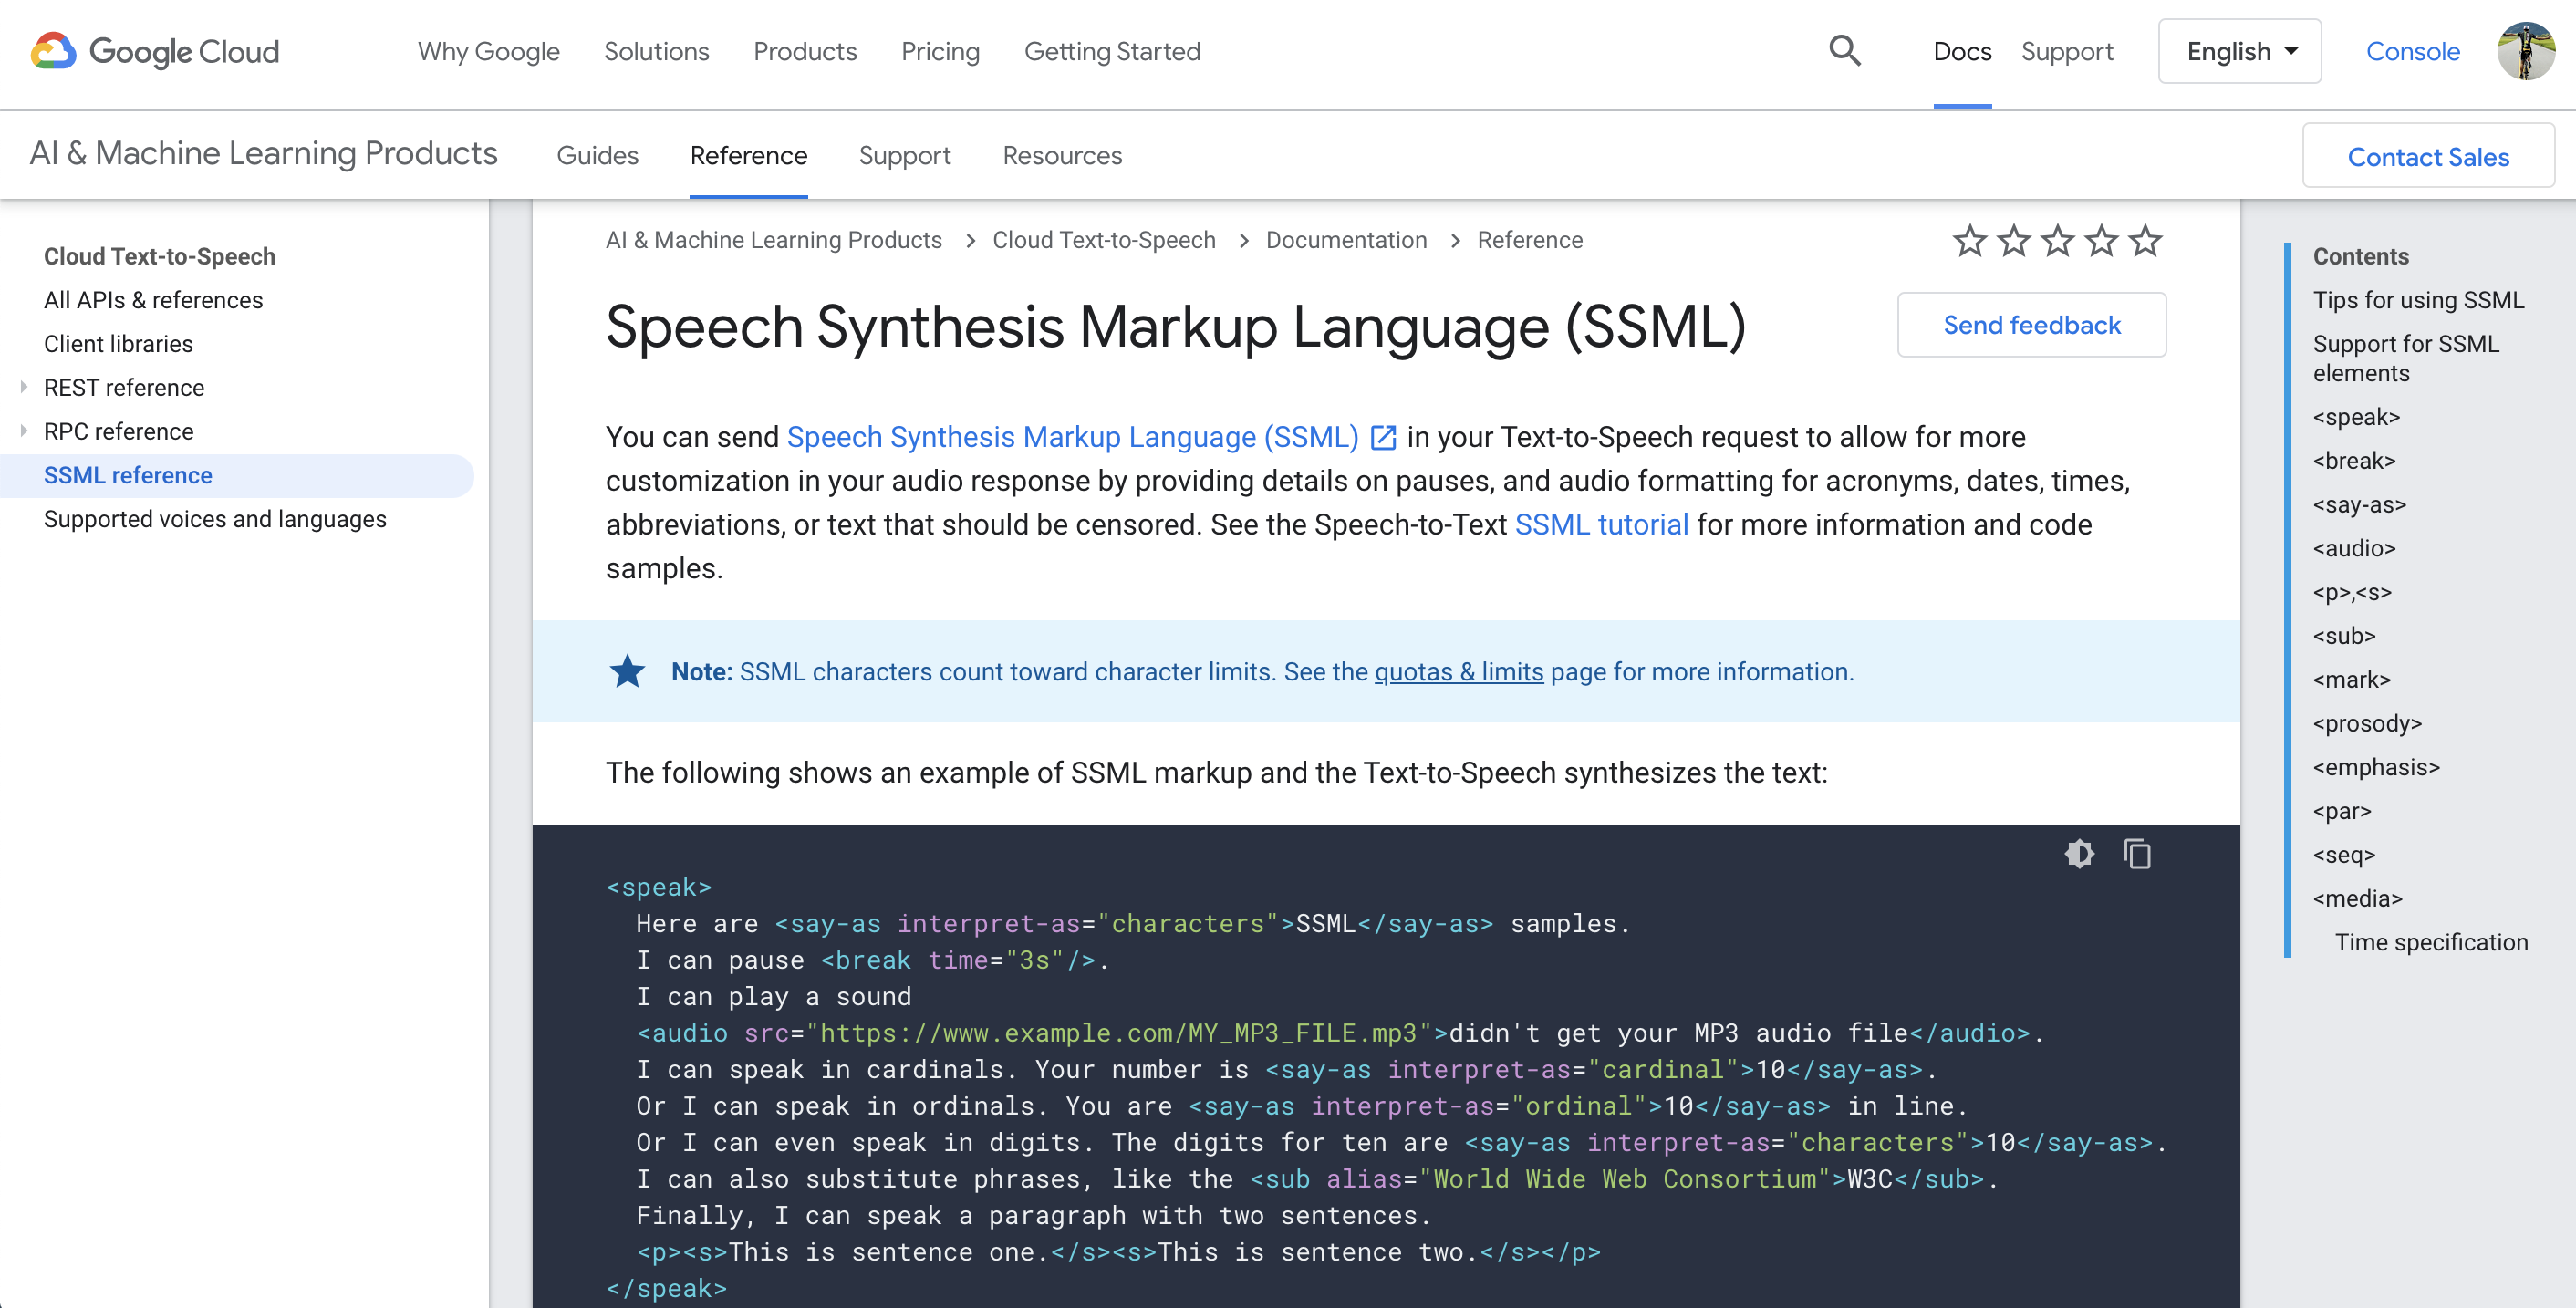 Google Cloud
Why Google
Solutions
Products
Pricing
Getting Started
Docs
Support
English
Console
AI & Machine Learning Products
Guides
Reference
Support
Resources
Contact Sales
Cloud Text-to-Speech
All APIs & references
Client libraries
REST reference
RPC reference
SSML reference
Supported voices and languages
AI & Machine Learning Products > Cloud Text-to-Speech > Documentation > Reference
Speech Synthesis Markup Language (SSML)
Send feedback
You can send Speech Synthesis Markup Language (SSML) in your Text-to-Speech request to allow for more
customization in your audio response by providing details on pauses, and audio formatting for acronyms, dates, times,
abbreviations, or text that should be censored. See the Speech-to-Text SSML tutorial for more information and code
samples.
Note: SSML characters count toward character limits. See the quotas & limits page for more information.
The following shows an example of SSML markup and the Text-to-Speech synthesizes the text:
<speak>
  Here are <say-as interpret-as="characters">SSML</say-as> samples.
  I can pause <break time="3s"/>.
  I can play a sound
  <audio src="https://www.example.com/MY_MP3_FILE.mp3">didn't get your MP3 audio file</audio>.
  I can speak in cardinals. Your number is <say-as interpret-as="cardinal">10</say-as>.
  Or I can speak in ordinals. You are <say-as interpret-as="ordinal">10</say-as> in line.
  Or I can even speak in digits. The digits for ten are <say-as interpret-as="characters">10</say-as>.
  I can also substitute phrases, like the <sub alias="World Wide Web Consortium">W3C</sub>.
  Finally, I can speak a paragraph with two sentences.
  <p><s>This is sentence one.</s><s>This is sentence two.</s></p>
</speak>
Contents
Tips for using SSML
Support for SSML
elements
<speak>
<break>
<say-as>
<audio>
<p>,<s>
<sub>
<mark>
<prosody>
<emphasis>
<par>
<seq>
<media>
Time specification